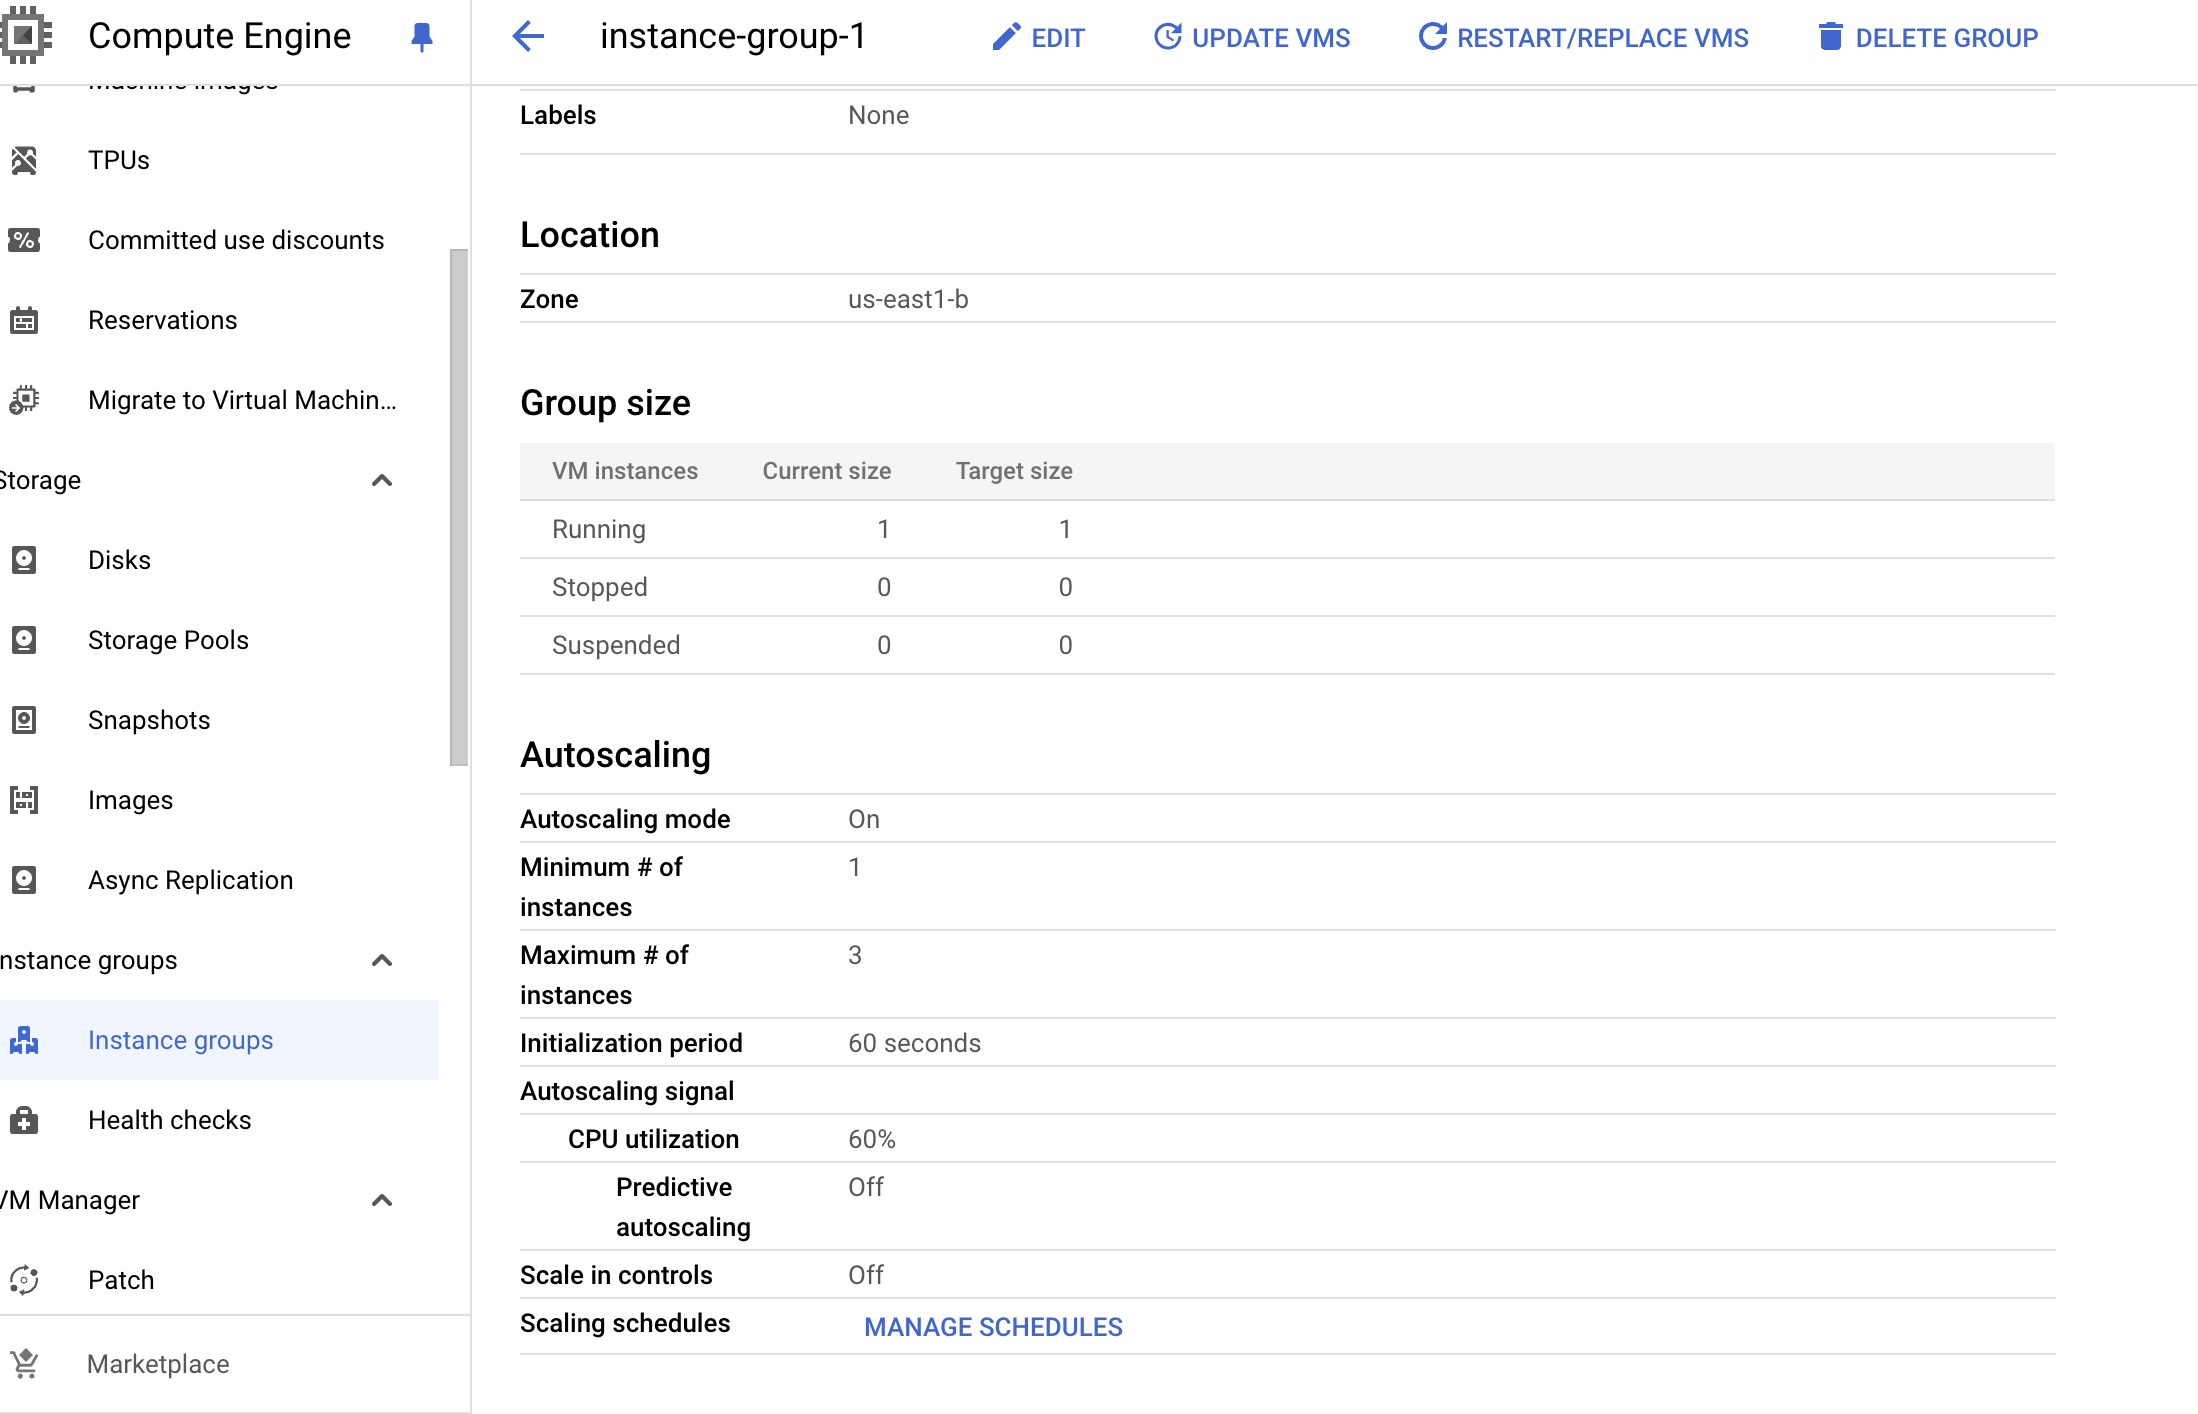 Compute Engine
instance-group-1
EDIT
UPDATE VMS
RESTART/REPLACE VMS
DELETE GROUP
Machine images
TPUs
Committed use discounts
Reservations
Migrate to Virtual Machin...
Storage
Disks
Storage Pools
Snapshots
Images
Async Replication
Instance groups
Instance groups
Health checks
VM Manager
Patch
Marketplace
Labels None
Location
Zone us-east1-b
Group size
VM instances Current size Target size
Running 1 1
Stopped 0 0
Suspended 0 0
Autoscaling
Autoscaling mode On
Minimum # of 1
instances
Maximum # of 3
instances
Initialization period 60 seconds
Autoscaling signal
CPU utilization 60%
Predictive Off
autoscaling
Scale in controls Off
Scaling schedules MANAGE SCHEDULES